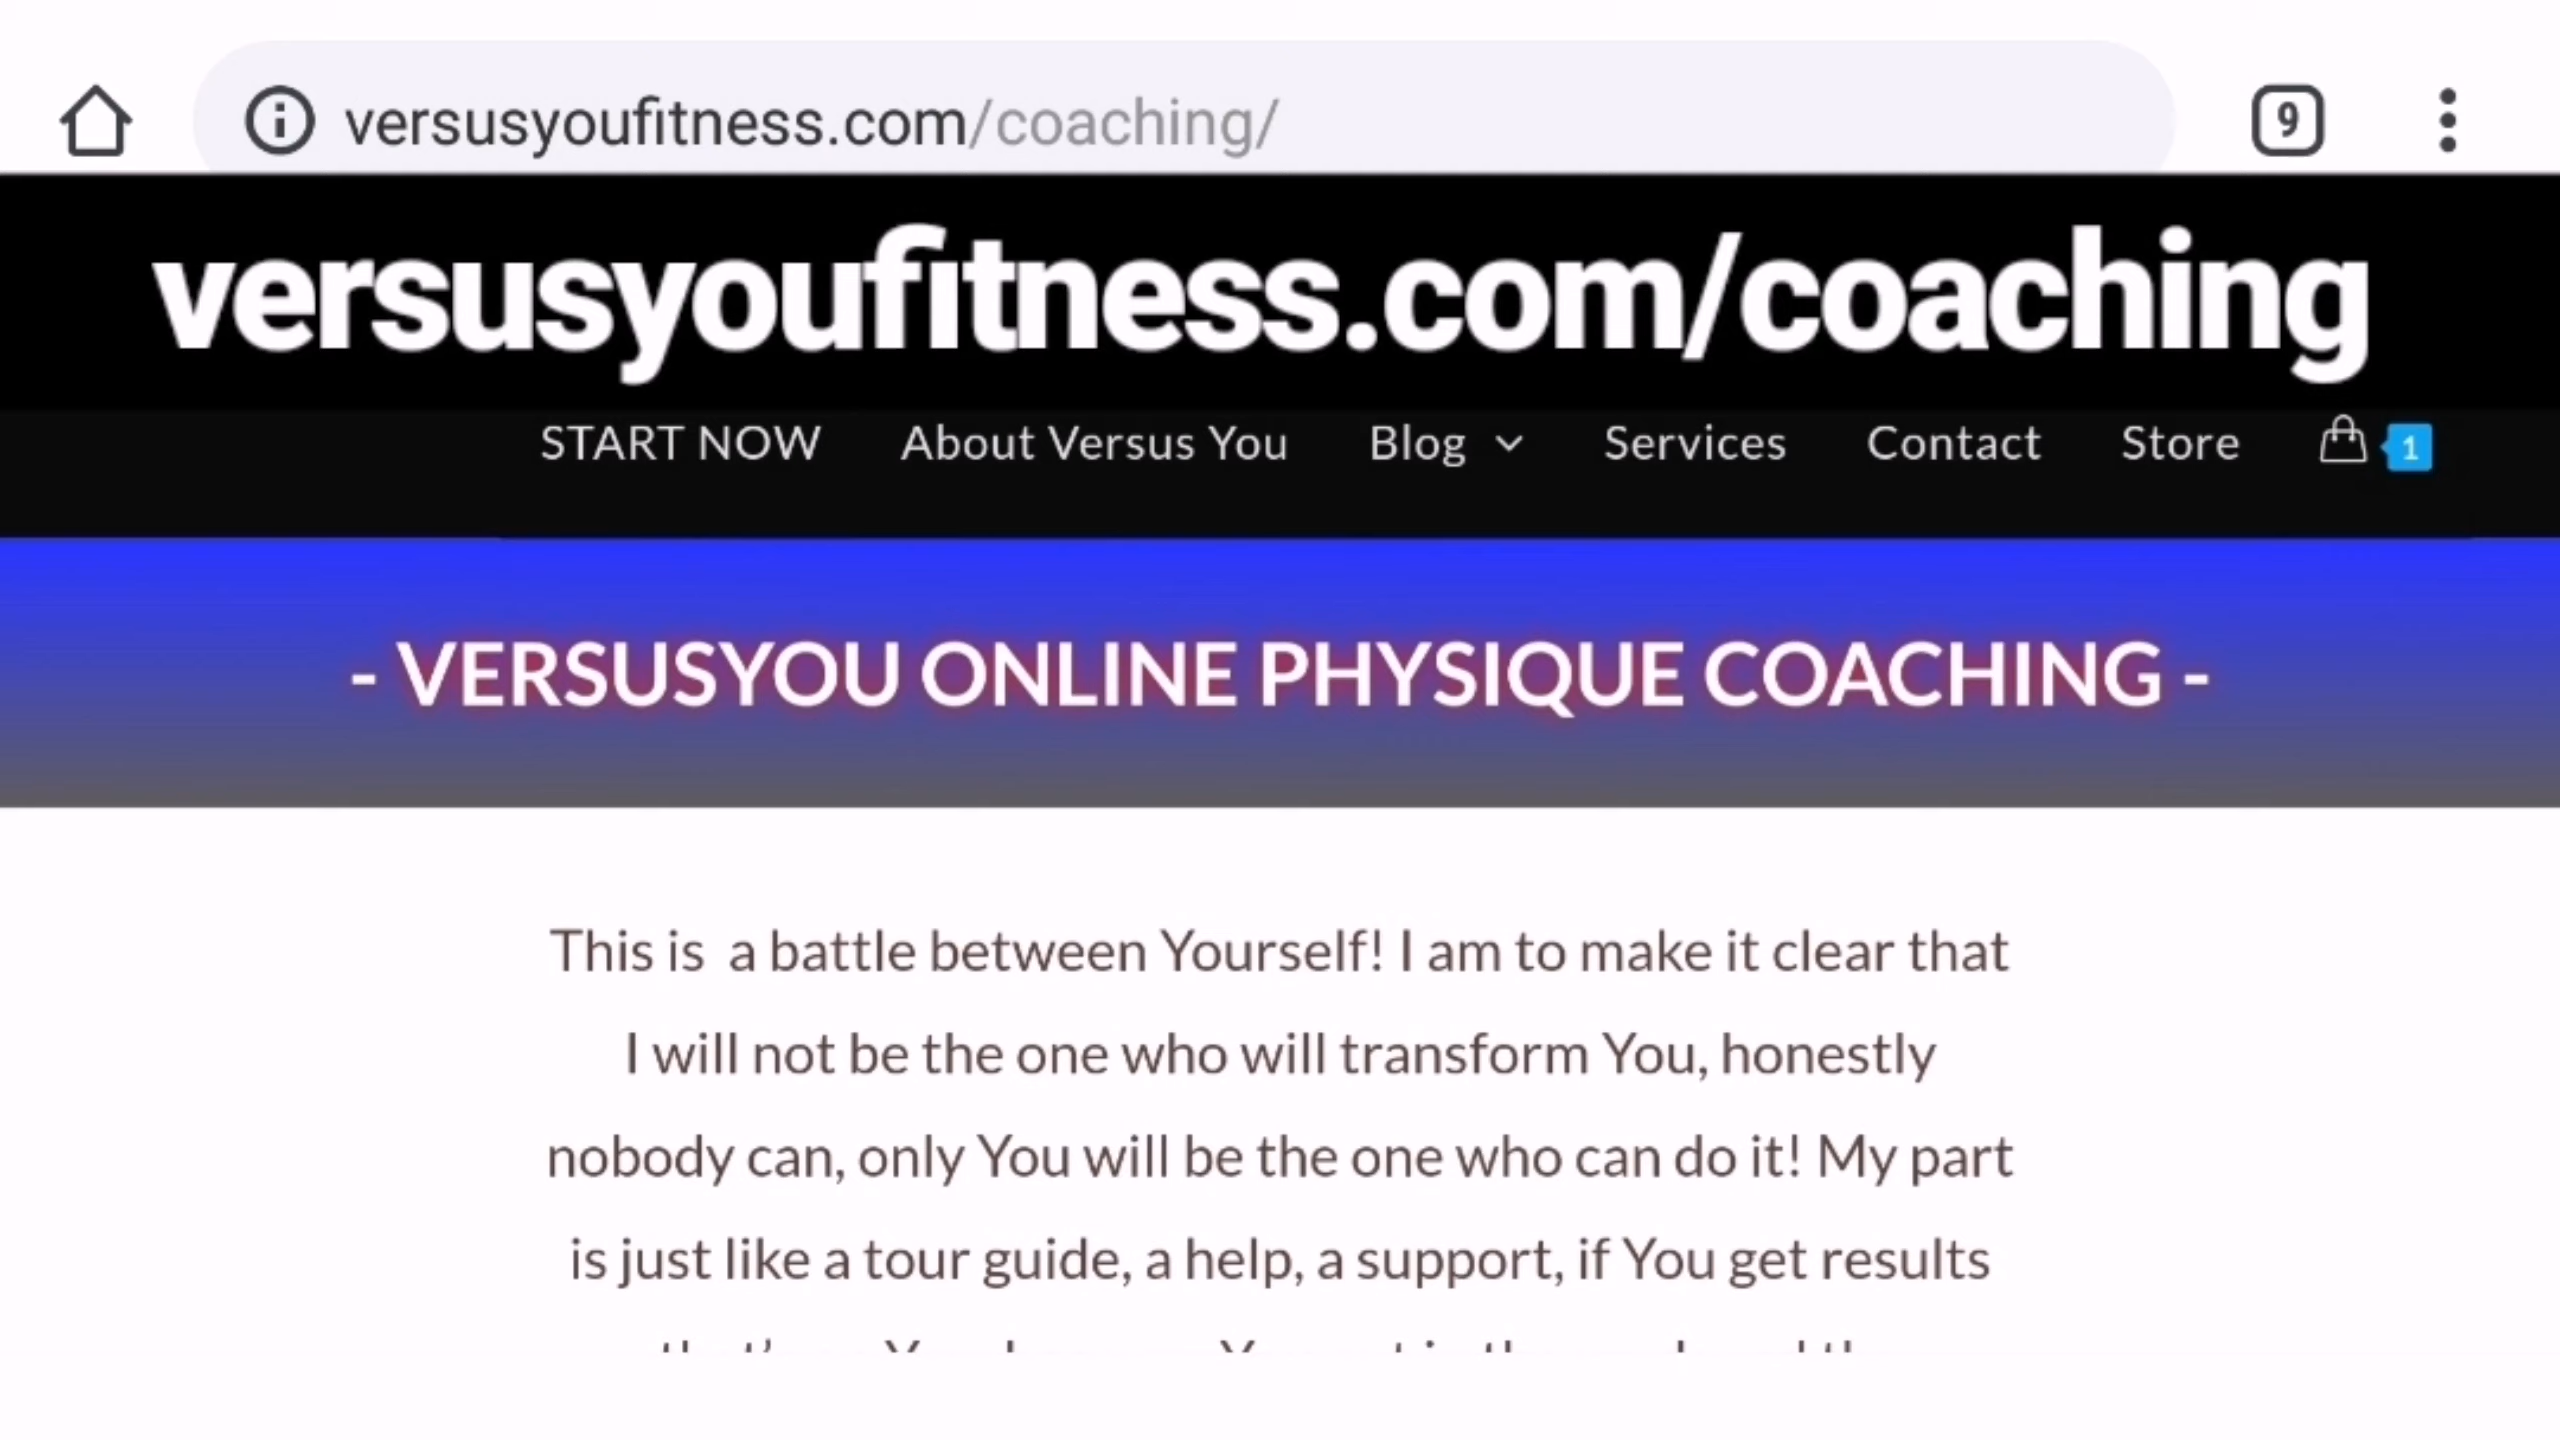 versusyoufitness.com/coaching/
9
versusyoufitness.com/coaching
START NOW About Versus You Blog Services Contact Store 1
- VERSUSYOU ONLINE PHYSIQUE COACHING -
This is a battle between Yourself! I am to make it clear that
I will not be the one who will transform You, honestly
nobody can, only You will be the one who can do it! My part
is just like a tour guide, a help, a support, if You get results